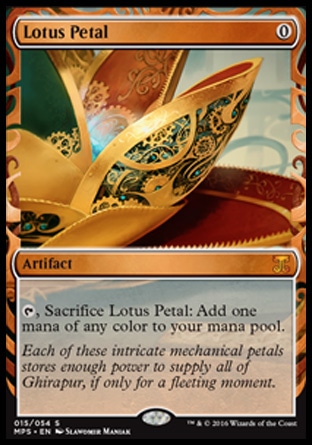 Lotus Petal 0
Artifact
, Sacrifice Lotus Petal: Add one
mana of any color to your mana pool.
Each of these intricate mechanical petals
stores enough power to supply all of
Ghirapur, if only for a fleeting moment.
015/054 S
MPS • EN Slawomir Maniak
™ & © 2016 Wizards of the Coast